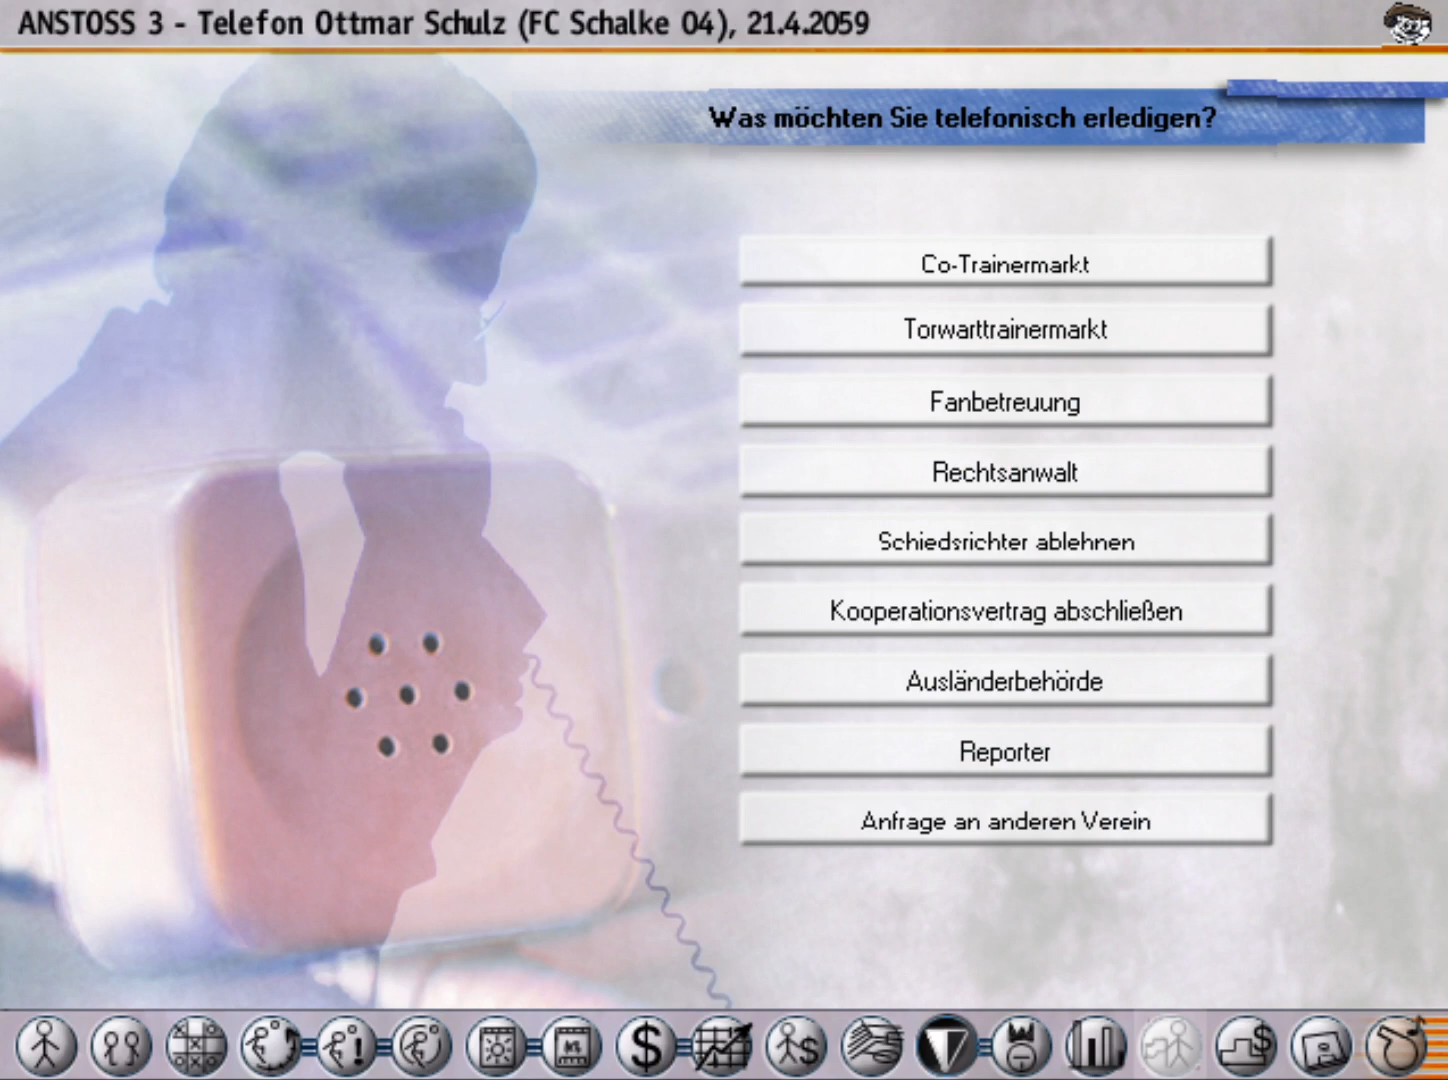 ANSTOSS 3 - Telefon Ottmar Schulz (FC Schalke 04), 21.4.2059
Was möchten Sie telefonisch erledigen?
Co-Trainermarkt
Torwarttrainermarkt
Fanbetreuung
Rechtsanwalt
Schiedsrichter ablehnen
Kooperationsvertrag abschließen
Ausländerbehörde
Reporter
Anfrage an anderen Verein